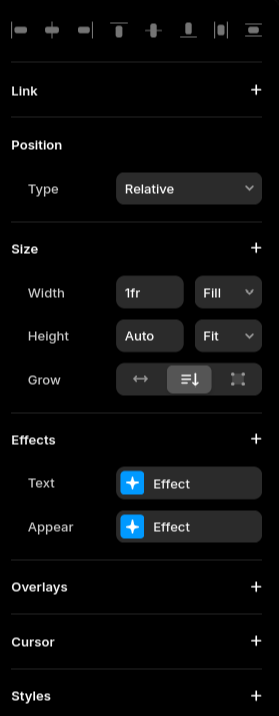 Link
Position
Type Relative
Size
Width 1fr Fill
Height Auto Fit
Grow
Effects
Text Effect
Appear Effect
Overlays
Cursor
Styles